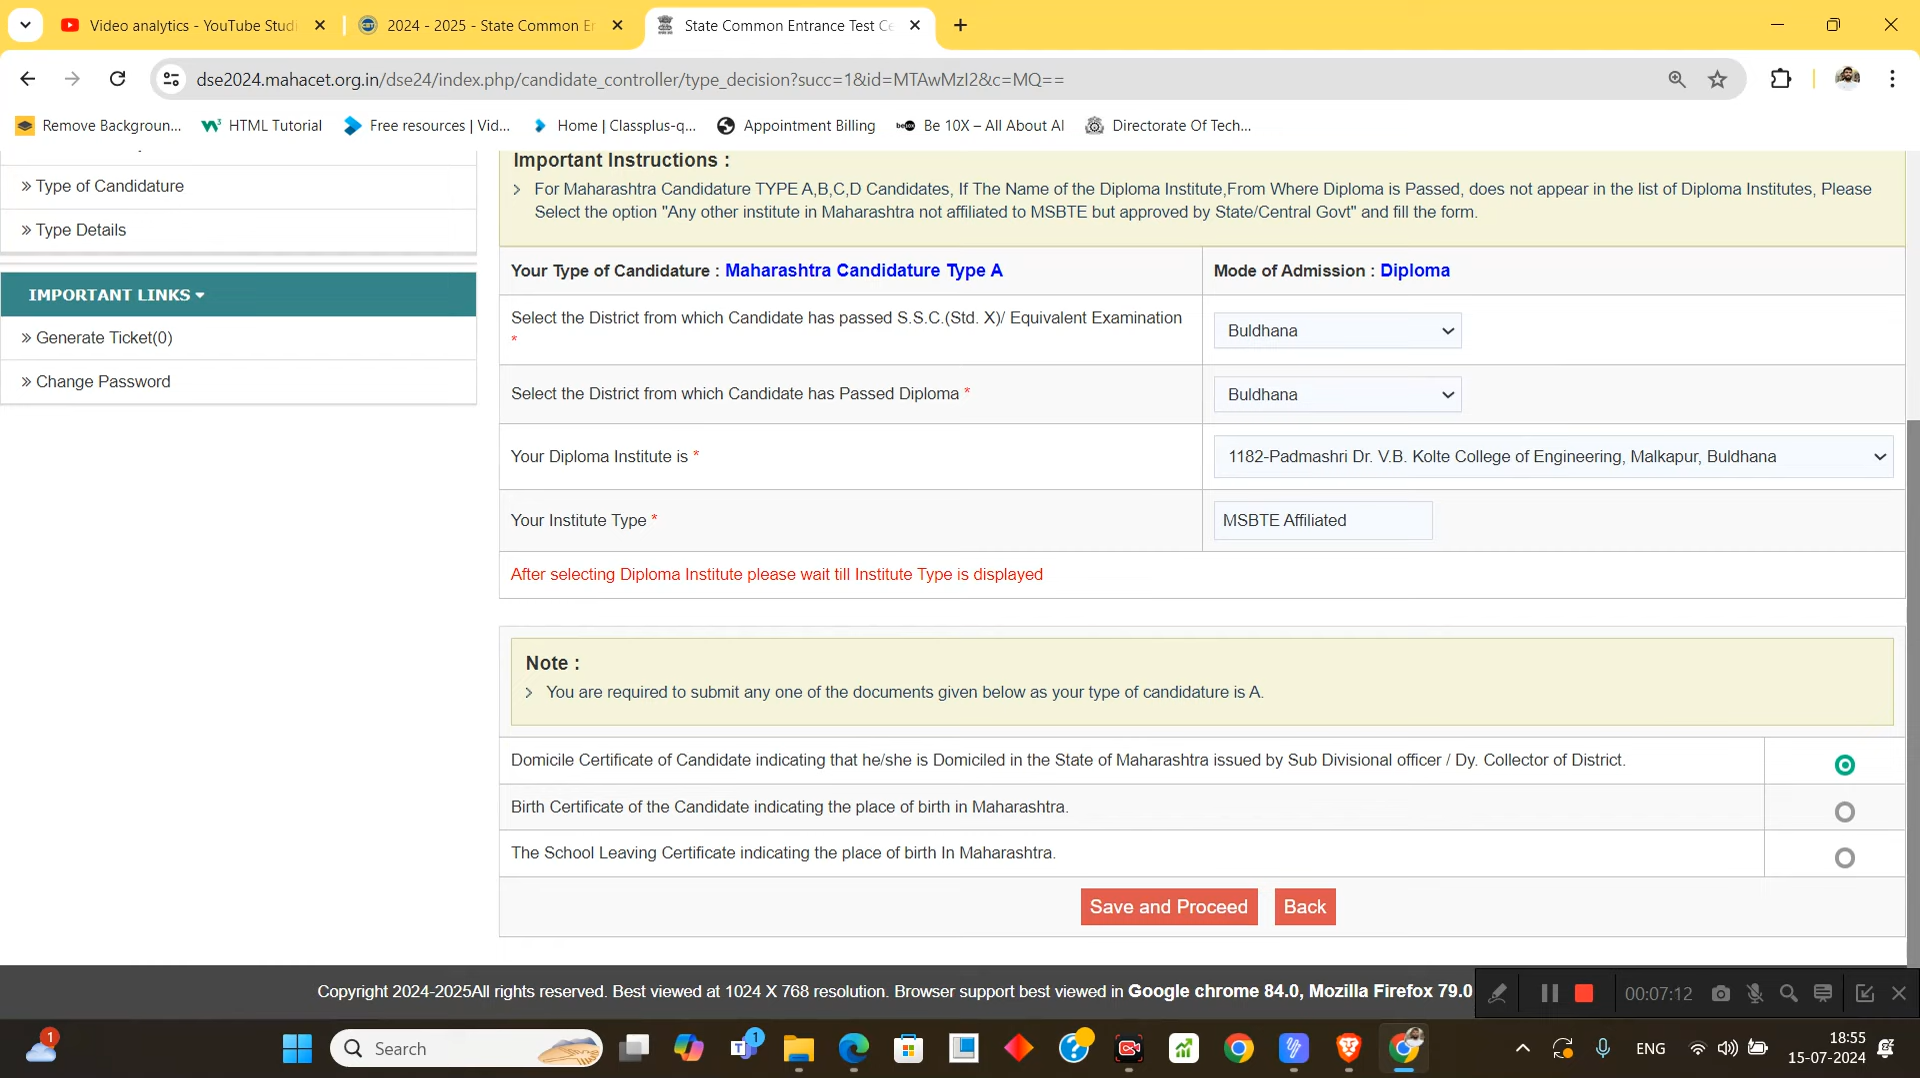 Video analytics - YouTube Studi
2024 - 2025 - State Common Er
State Common Entrance Test Ce
dse2024.mahacet.org.in/dse24/index.php/candidate_controller/type_decision?succ=1&id=MTAwMzI2&c=MQ==
Remove Backgroun...
HTML Tutorial
Free resources | Vid...
Home | Classplus-q...
Appointment Billing
Be 10X – All About AI
Directorate Of Tech...
» Type of Candidature
» Type Details
IMPORTANT LINKS
» Generate Ticket(0)
» Change Password
Important Instructions :
For Maharashtra Candidature TYPE A,B,C,D Candidates, If The Name of the Diploma Institute,From Where Diploma is Passed, does not appear in the list of Diploma Institutes, Please
Select the option "Any other institute in Maharashtra not affiliated to MSBTE but approved by State/Central Govt" and fill the form.
Your Type of Candidature : Maharashtra Candidature Type A
Mode of Admission : Diploma
Select the District from which Candidate has passed S.S.C.(Std. X)/ Equivalent Examination
*
Buldhana
Select the District from which Candidate has Passed Diploma *
Buldhana
Your Diploma Institute is *
1182-Padmashri Dr. V.B. Kolte College of Engineering, Malkapur, Buldhana
Your Institute Type *
MSBTE Affiliated
After selecting Diploma Institute please wait till Institute Type is displayed
Note :
You are required to submit any one of the documents given below as your type of candidature is A.
Domicile Certificate of Candidate indicating that he/she is Domiciled in the State of Maharashtra issued by Sub Divisional officer / Dy. Collector of District.
Birth Certificate of the Candidate indicating the place of birth in Maharashtra.
The School Leaving Certificate indicating the place of birth In Maharashtra.
Save and Proceed
Back
Copyright 2024-2025All rights reserved. Best viewed at 1024 X 768 resolution. Browser support best viewed in Google chrome 84.0, Mozilla Firefox 79.0
00:07:12
1
Search
1
ENG
18:55
15-07-2024